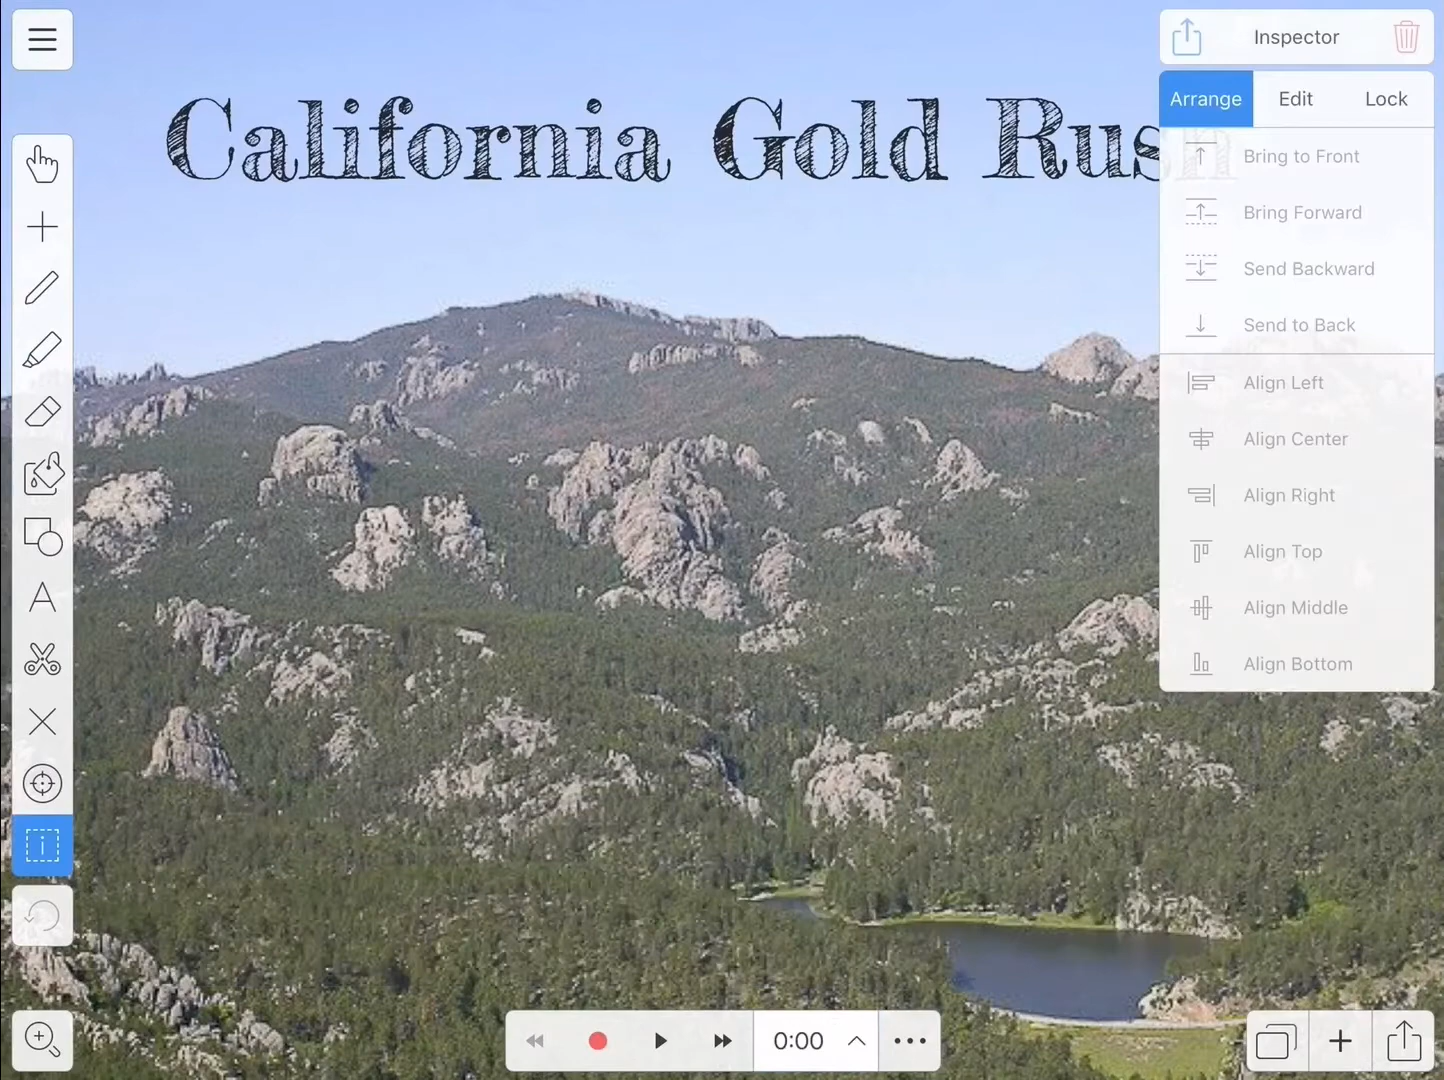 Inspector
California Gold Rush
Arrange Edit Lock
Bring to Front
Bring Forward
Send Backward
Send to Back
Align Left
Align Center
Align Right
Align Top
Align Middle
Align Bottom
A
i
0:00